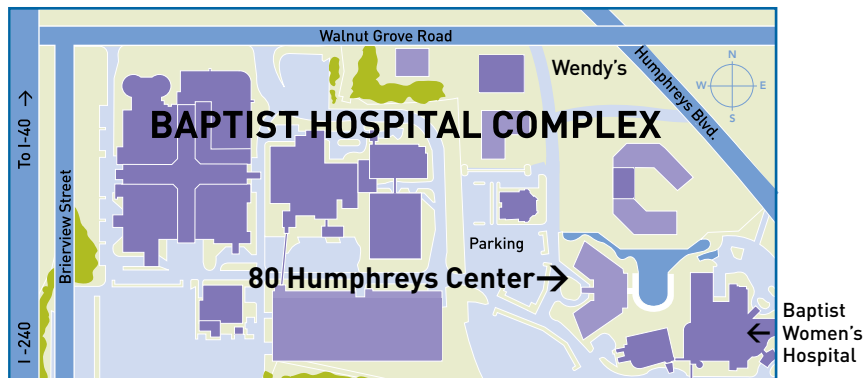 Walnut Grove Road
Wendy's
Humphreys Blvd.
N
W E
S
To I-40 →
BAPTIST HOSPITAL COMPLEX
Brierview Street
Parking
80 Humphreys Center→
I -240
← Baptist
Women's
Hospital